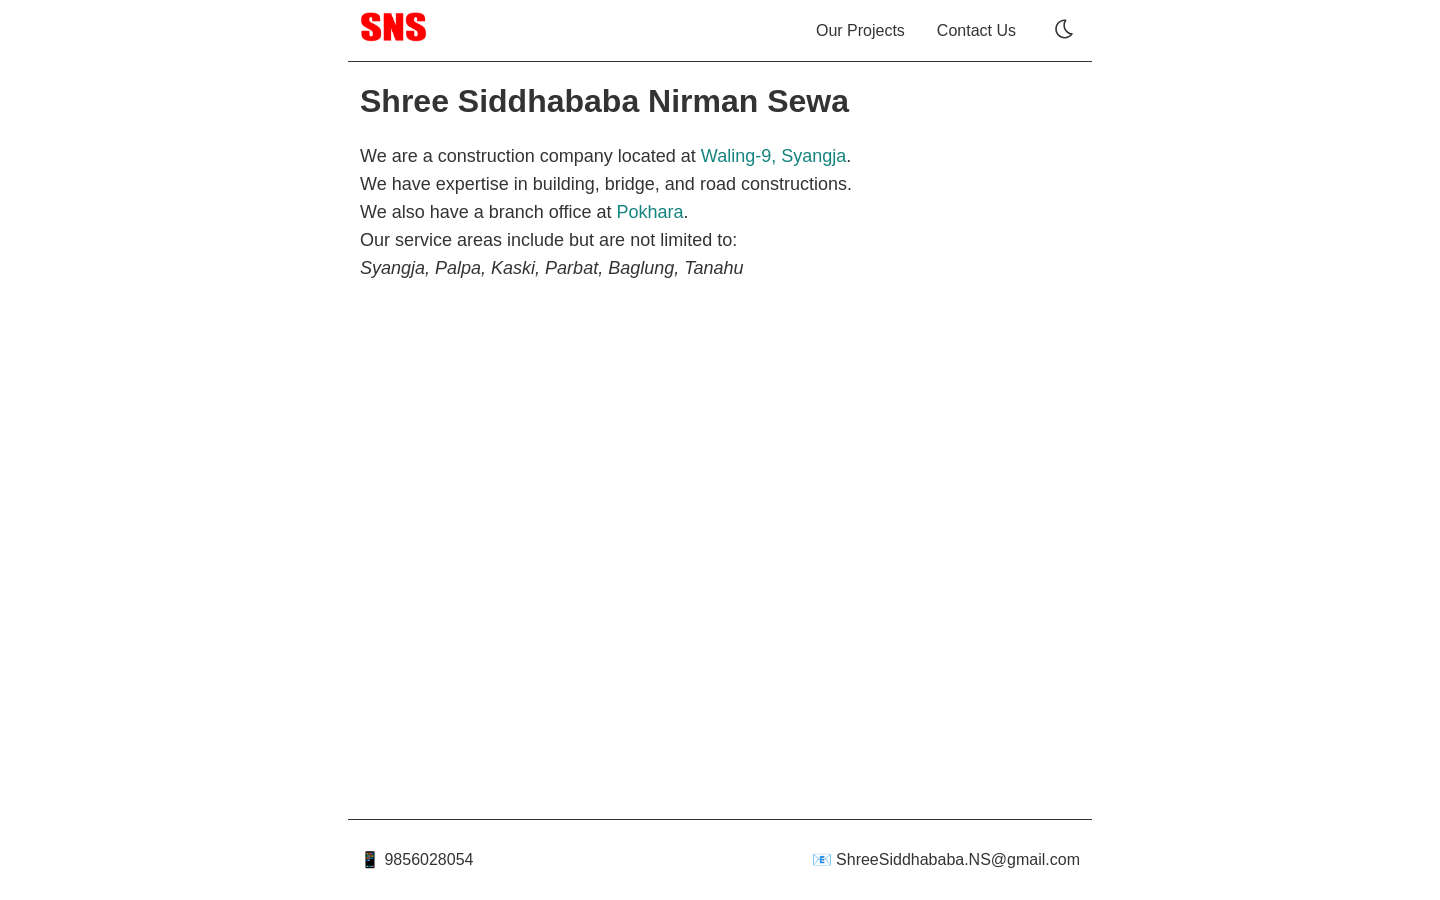 SNS
Our Projects
Contact Us
Shree Siddhababa Nirman Sewa
We are a construction company located at Waling-9, Syangja.
We have expertise in building, bridge, and road constructions.
We also have a branch office at Pokhara.
Our service areas include but are not limited to:
Syangja, Palpa, Kaski, Parbat, Baglung, Tanahu
📱 9856028054
📧 ShreeSiddhababa.NS@gmail.com